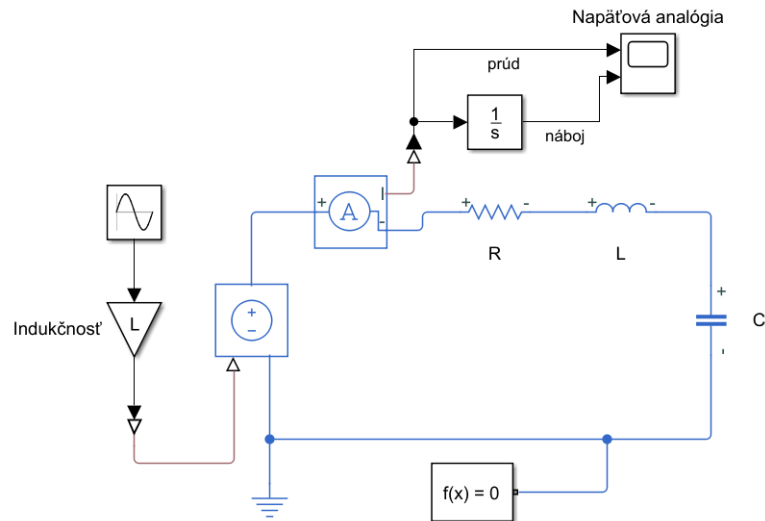 Napäťová analógia
prúd
1
s
náboj
I
+
A
-
+
-
+
-
R
L
+
-
+
C
-
Indukčnosť
L
f(x) = 0